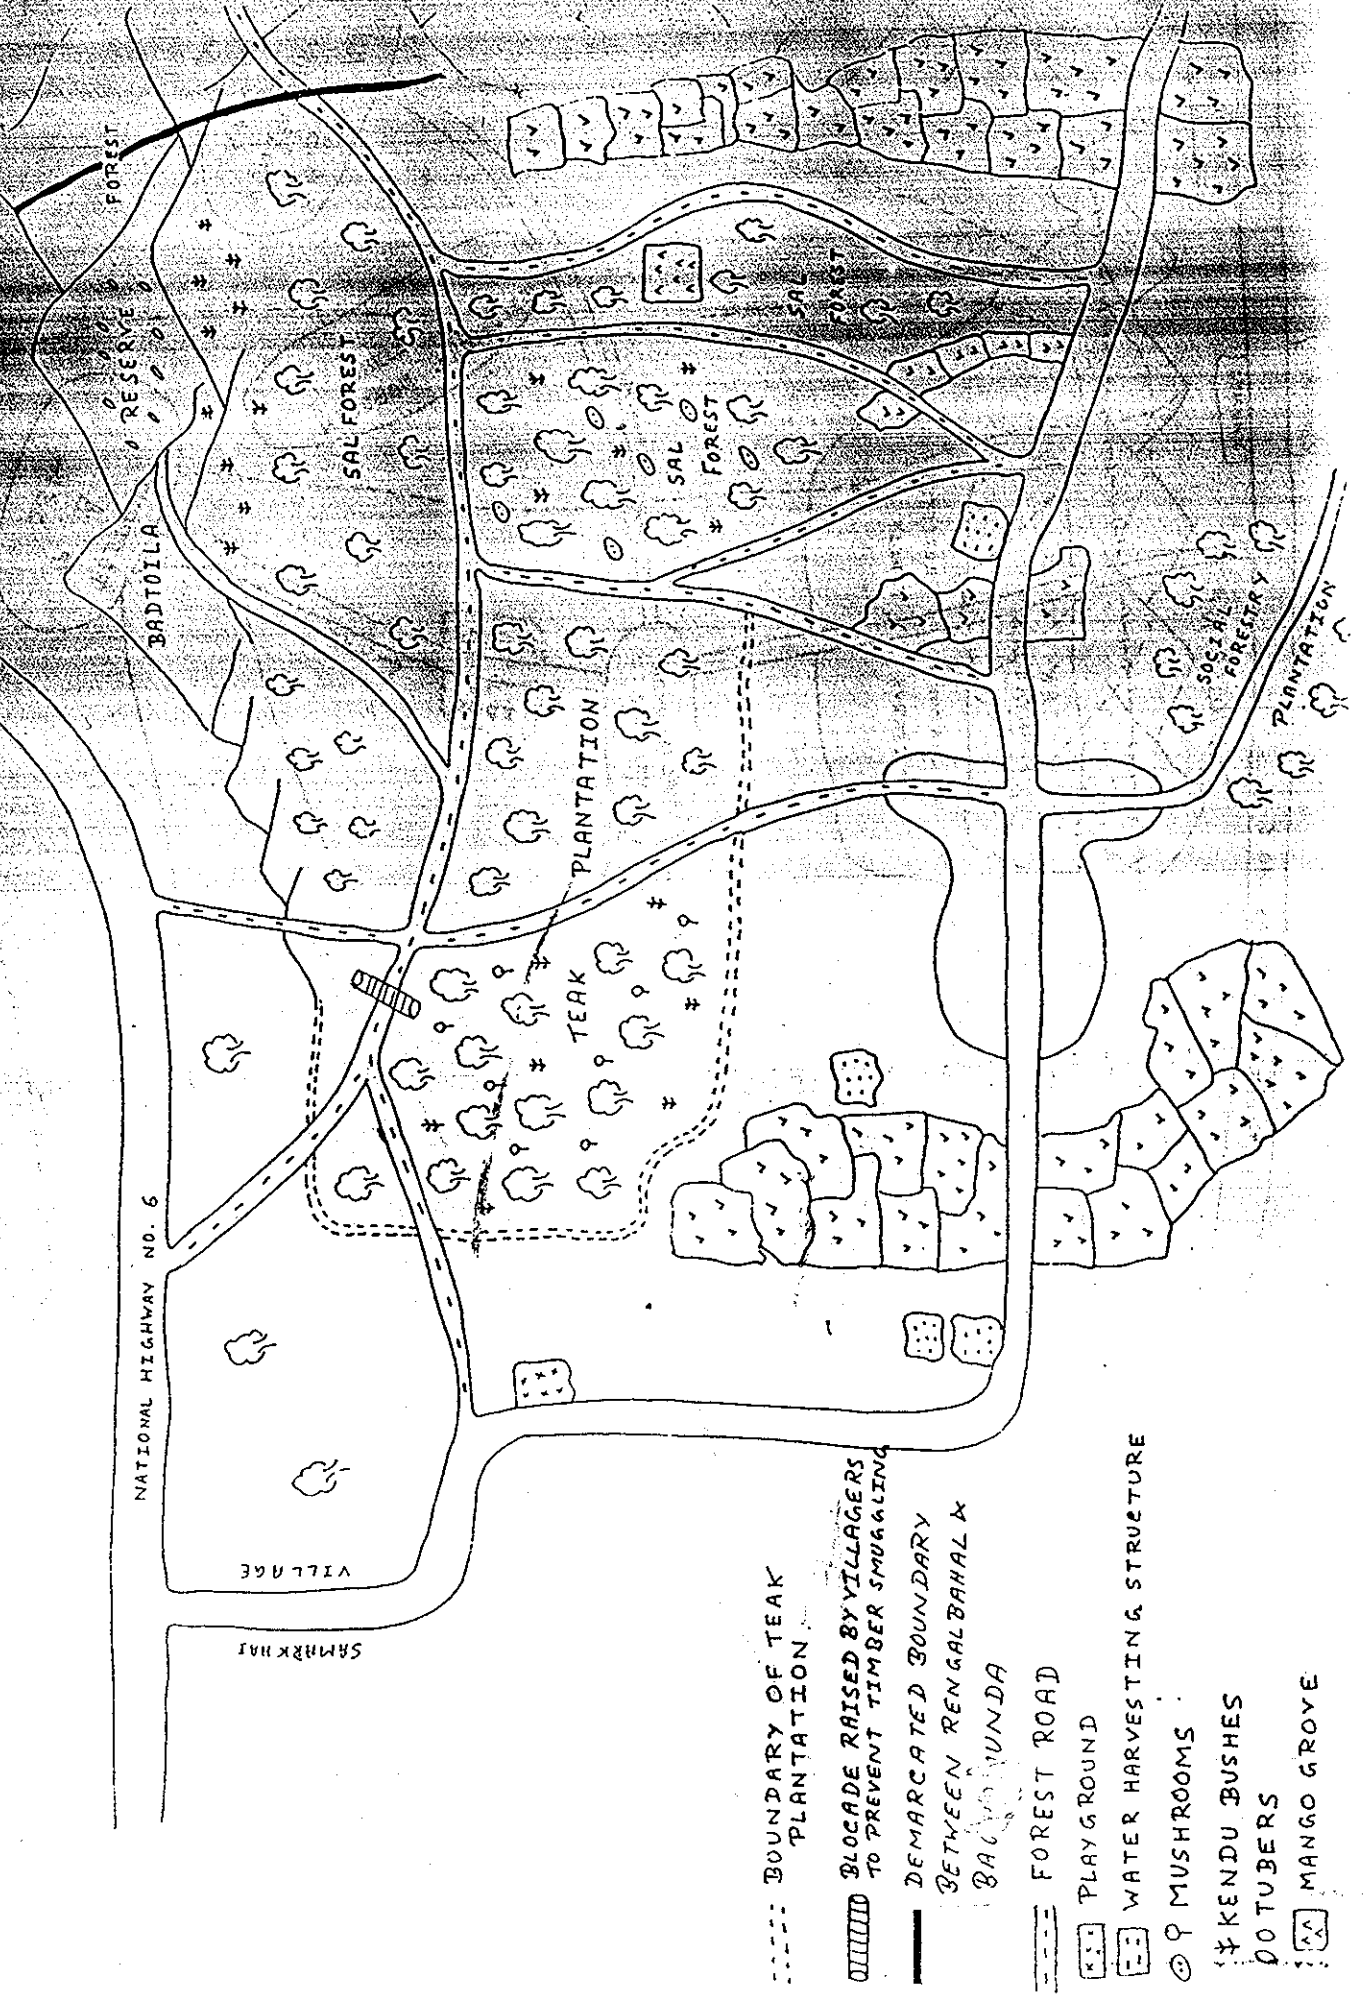 NATIONAL HIGHWAY NO. 6
VILLAGE
SAMARKHAI
BADTOILA
RESERVE FOREST
SAL FOREST
SAL
FOREST
SAL
FOREST
TEAK PLANTATION
SOCIAL
FORESTRY
PLANTATION
BOUNDARY OF TEAK
PLANTATION
BLOCADE RAISED BY VILLAGERS
TO PREVENT TIMBER SMUGGLING
DEMARCATED BOUNDARY
BETWEEN RENGALBAHAL &
FOREST ROAD
PLAYGROUND
WATER HARVESTING STRUCTURE
MUSHROOMS
KENDU BUSHES
TUBERS
MANGO GROVE